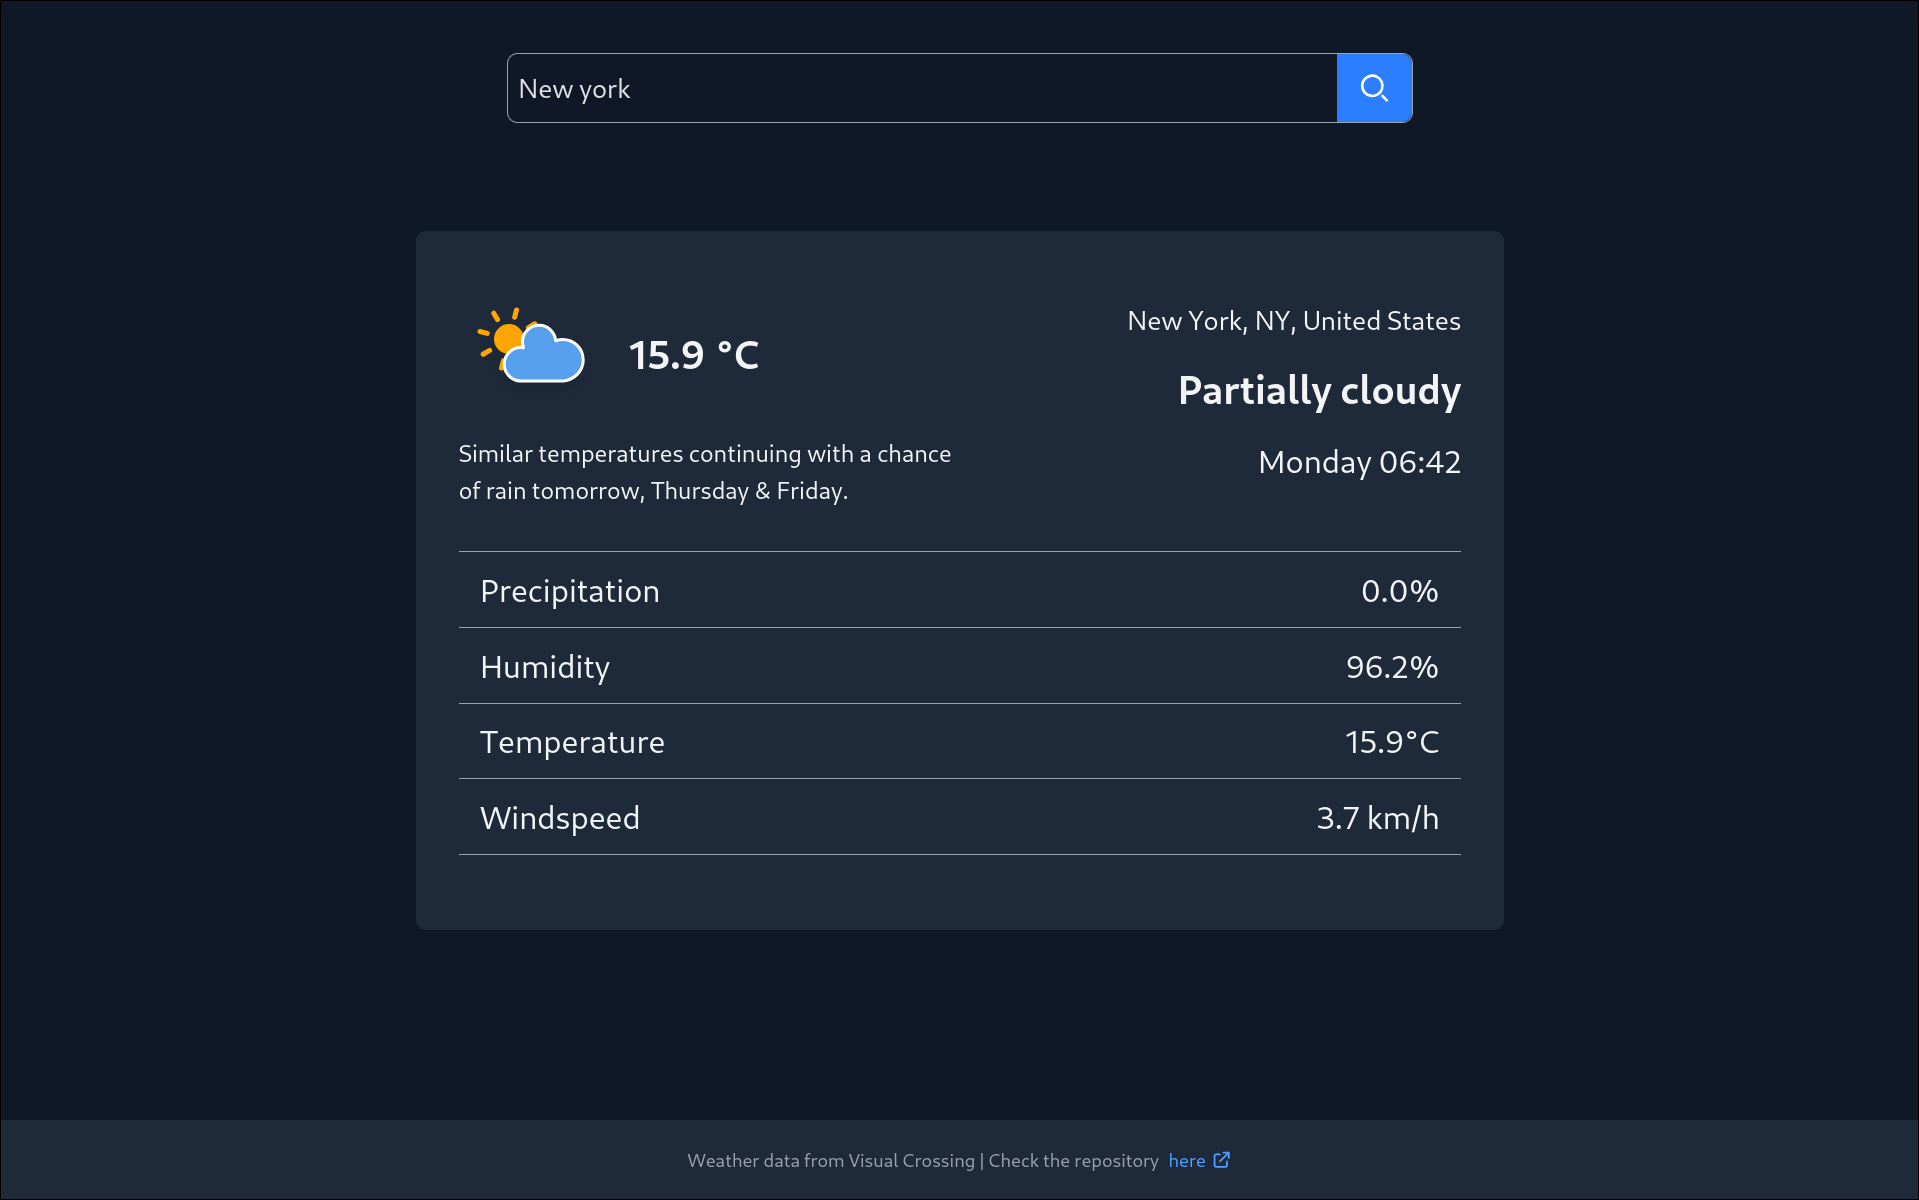 New york
15.9 °C
Similar temperatures continuing with a chance
of rain tomorrow, Thursday & Friday.
New York, NY, United States
Partially cloudy
Monday 06:42
Precipitation 0.0%
Humidity 96.2%
Temperature 15.9°C
Windspeed 3.7 km/h
Weather data from Visual Crossing | Check the repository here